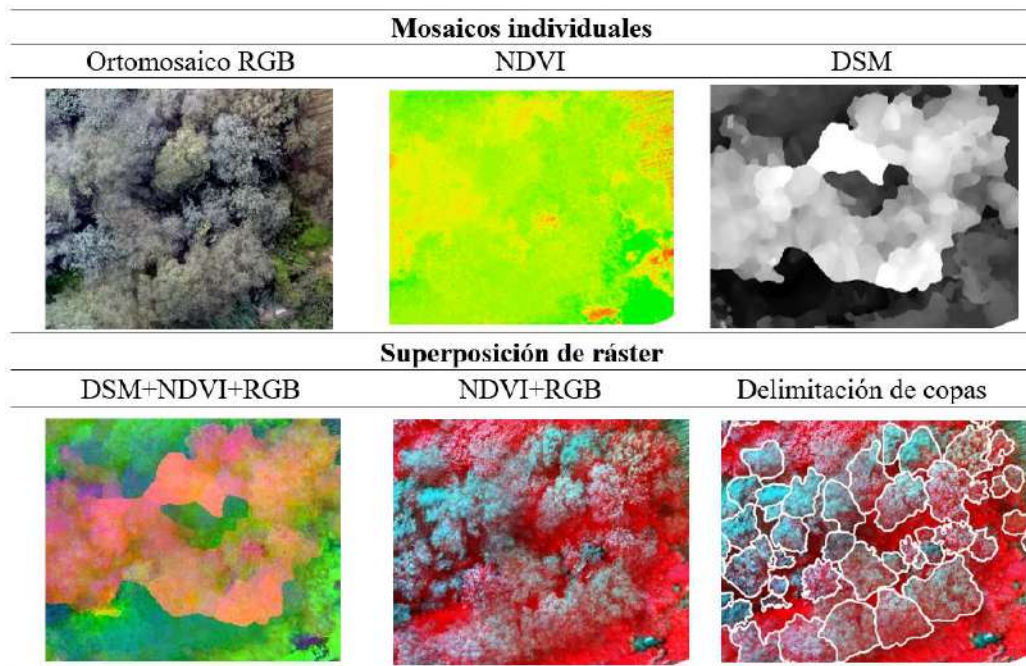 Mosaicos individuales
Ortomosaico RGB NDVI DSM
Superposición de ráster
DSM+NDVI+RGB NDVI+RGB Delimitación de copas